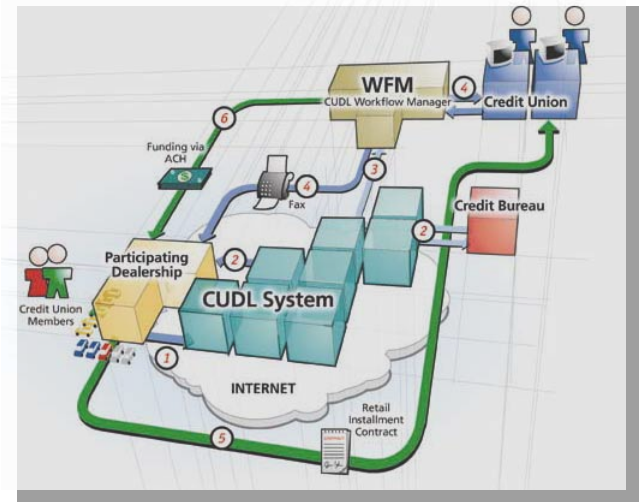 WFM
CUDL Workflow Manager
4
Credit Union
6
Funding via
ACH
$
4
Fax
3
Credit Bureau
2
Participating
Dealership
2
CUDL System
Credit Union
Members
1
INTERNET
Retail
Installment
Contract
5
CONTRACT